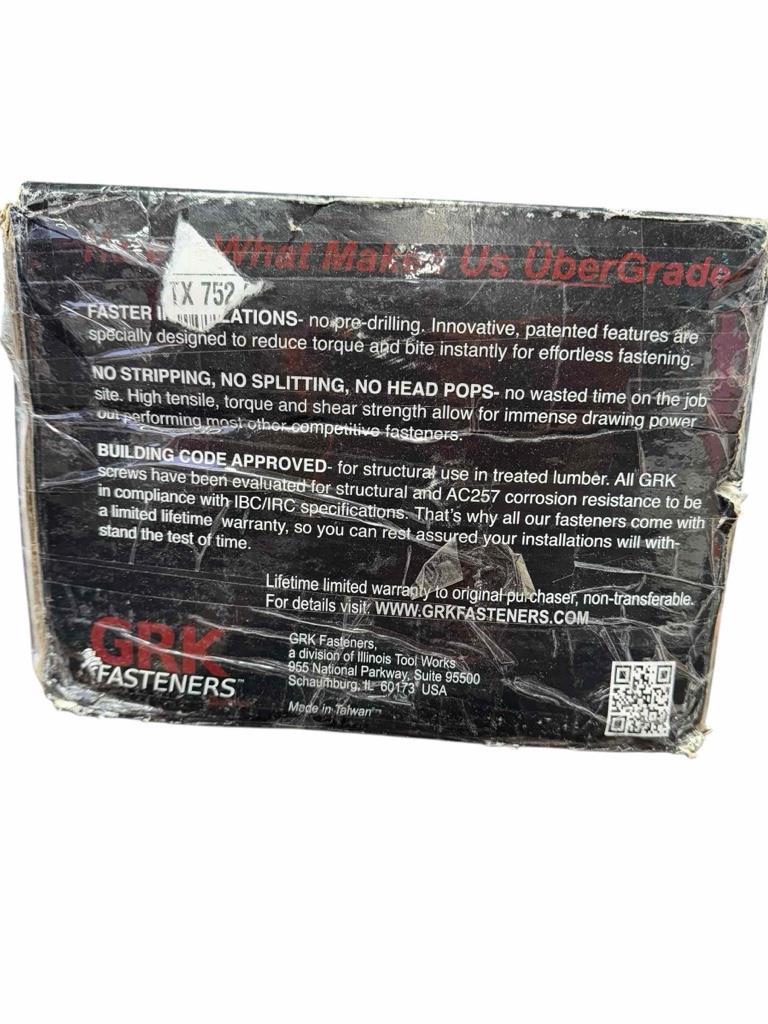 What Makes Us ÜberGrade
TX 752
FASTER INSTALLATIONS- no pre-drilling. Innovative, patented features are
specially designed to reduce torque and bite instantly for effortless fastening.
NO STRIPPING, NO SPLITTING, NO HEAD POPS- no wasted time on the job
site. High tensile, torque and shear strength allow for immense drawing power
out performing most other competitive fasteners.
BUILDING CODE APPROVED- for structural use in treated lumber. All GRK
screws have been evaluated for structural and AC257 corrosion resistance to be
in compliance with IBC/IRC specifications. That's why all our fasteners come with
a limited lifetime warranty, so you can rest assured your installations will with-
stand the test of time.
Lifetime limited warranty to original purchaser, non-transferable.
For details visit: WWW.GRKFASTENERS.COM
GRK
FASTENERS™
GRK Fasteners,
a division of Illinois Tool Works
955 National Parkway, Suite 95500
Schaumburg, IL 60173 USA
Made in Taiwan